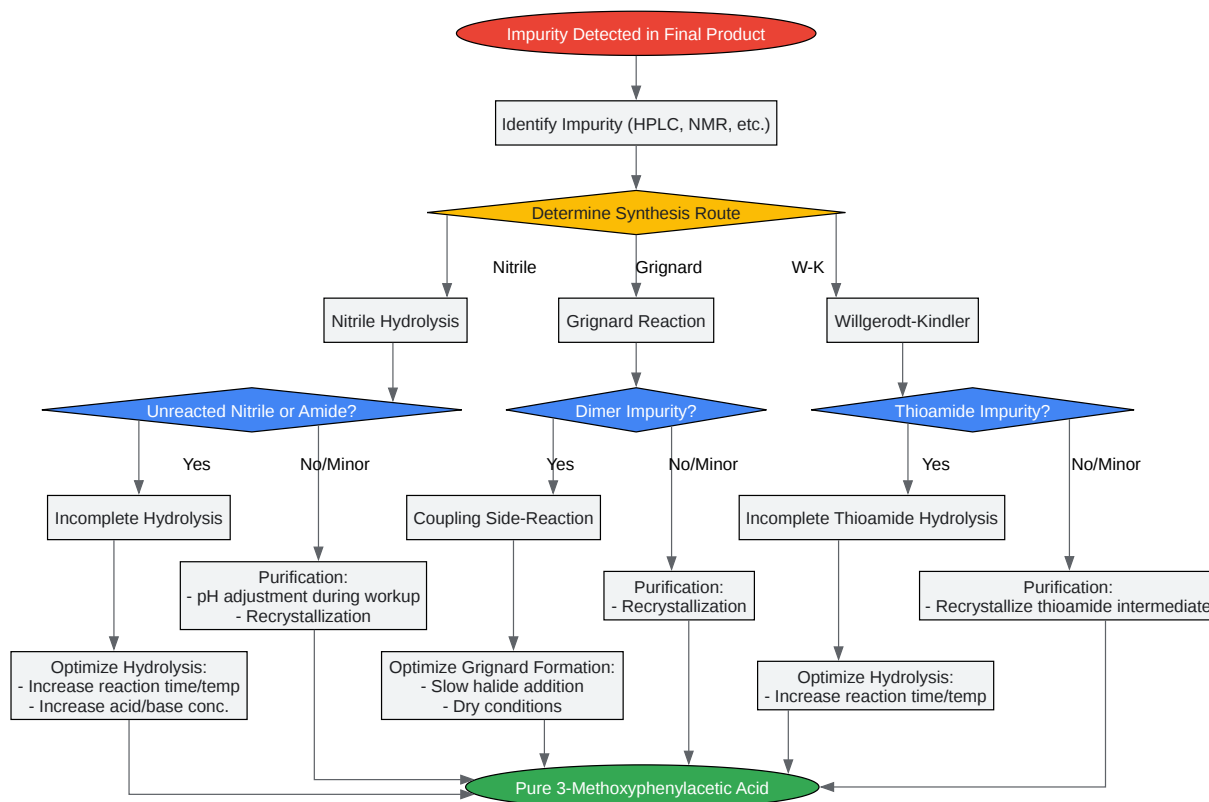 Impurity Detected in Final Product
Identify Impurity (HPLC, NMR, etc.)
Determine Synthesis Route
Nitrile
Grignard
W-K
Nitrile Hydrolysis
Grignard Reaction
Willgerodt-Kindler
Unreacted Nitrile or Amide?
Dimer Impurity?
Thioamide Impurity?
Yes
No/Minor
Yes
No/Minor
Yes
No/Minor
Incomplete Hydrolysis
Coupling Side-Reaction
Incomplete Thioamide Hydrolysis
Purification:
- pH adjustment during workup
- Recrystallization
Purification:
- Recrystallization
Purification:
- Recrystallize thioamide intermediate
Optimize Hydrolysis:
- Increase reaction time/temp
- Increase acid/base conc.
Optimize Grignard Formation:
- Slow halide addition
- Dry conditions
Optimize Hydrolysis:
- Increase reaction time/temp
Pure 3-Methoxyphenylacetic Acid